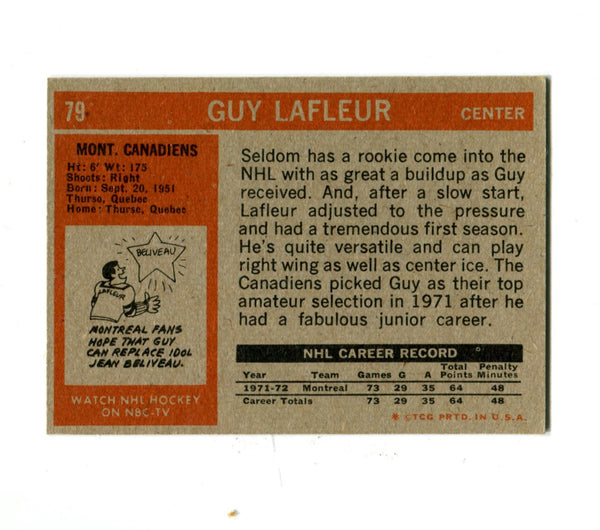 79 GUY LAFLEUR CENTER
MONT. CANADIENS
Ht: 6' Wt: 175
Shoots: Right
Born: Sept. 20, 1951
Thurso, Quebec
Home: Thurso, Quebec
BELIVEAU
LAFLEUR
MONTREAL FANS
HOPE THAT GUY
CAN REPLACE IDOL
JEAN BELIVEAU.
WATCH NHL HOCKEY
ON NBC-TV
Seldom has a rookie come into the
NHL with as great a buildup as Guy
received. And, after a slow start,
Lafleur adjusted to the pressure
and had a tremendous first season.
He's quite versatile and can play
right wing as well as center ice. The
Canadiens picked Guy as their top
amateur selection in 1971 after he
had a fabulous junior career.
NHL CAREER RECORD
Year Team Games G A Total Points Penalty Minutes
1971-72 Montreal 73 29 35 64 48
Career Totals 73 29 35 64 48
* ©TCG PRTD. IN U.S.A.